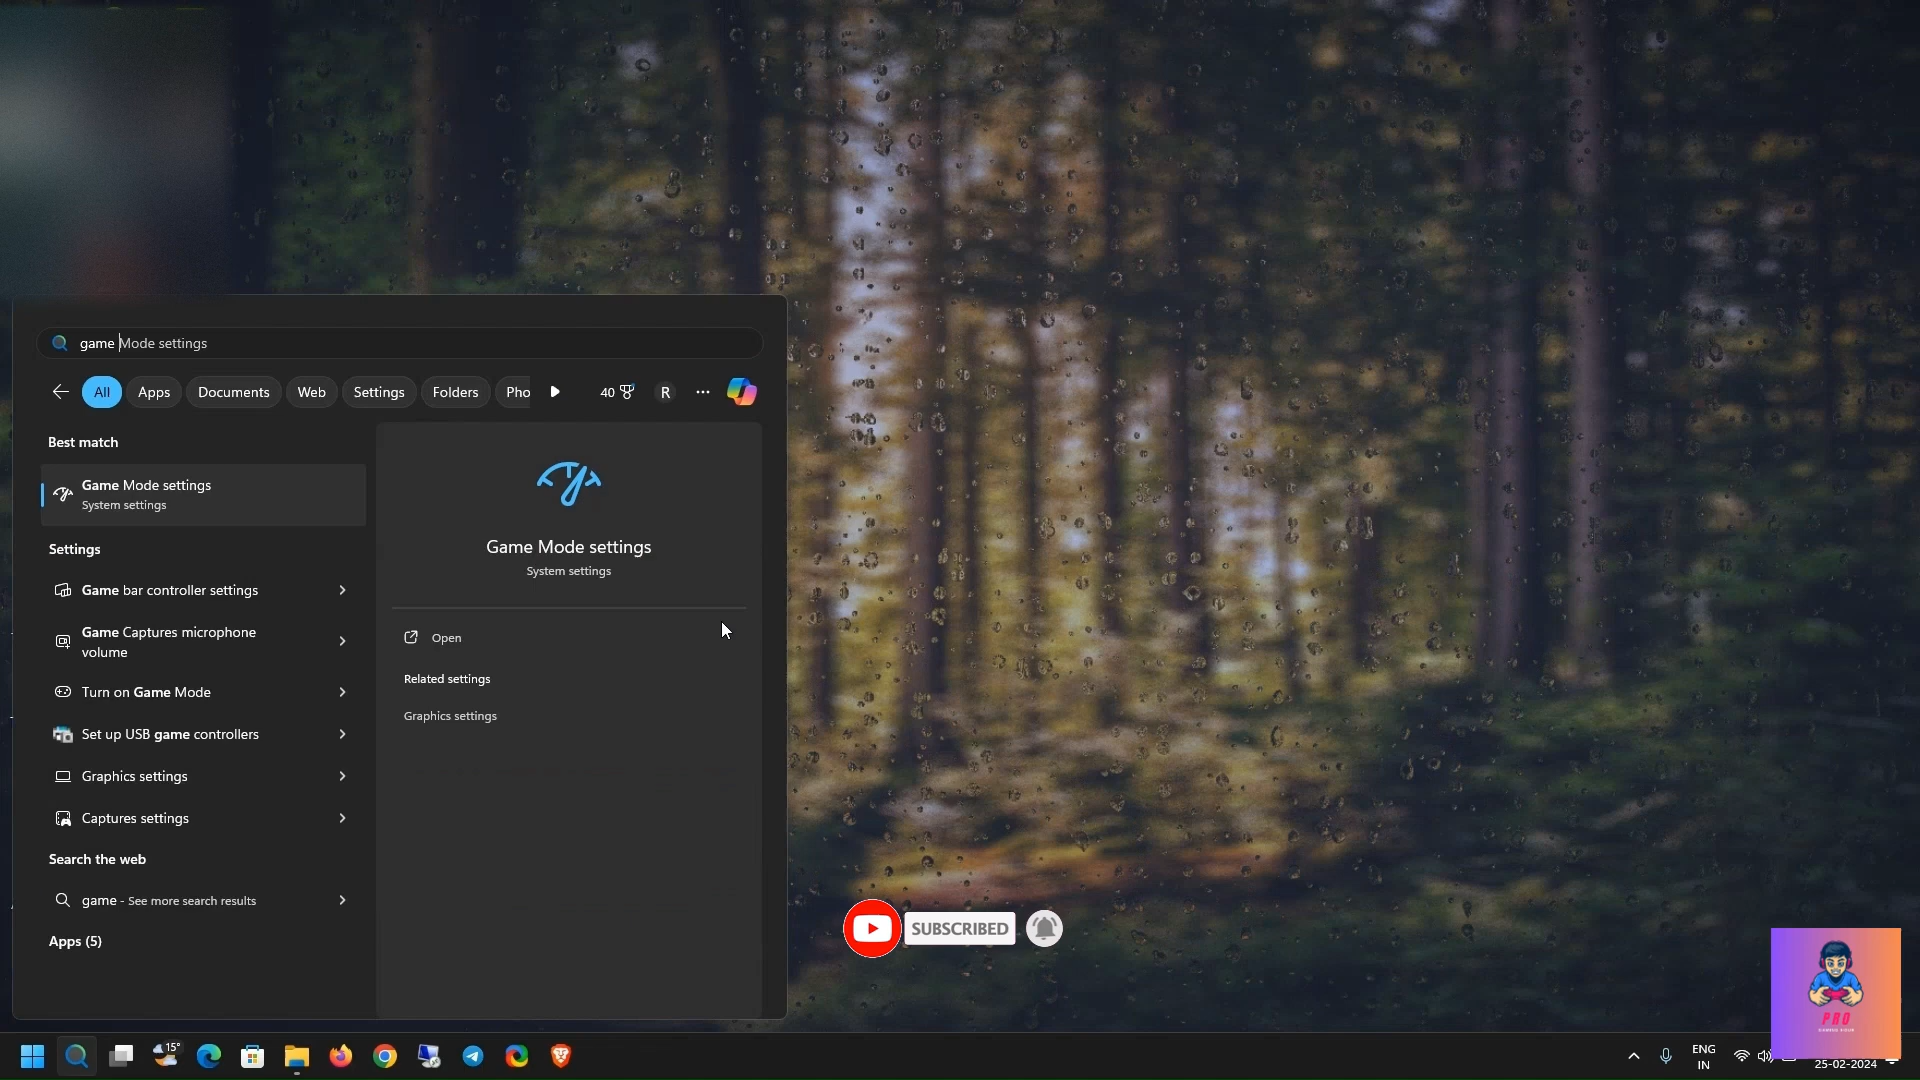 game Mode settings
All Apps Documents Web Settings Folders Pho 40 R
Best match
Game Mode settings
System settings
Settings
Game bar controller settings
Game Captures microphone
volume
Turn on Game Mode
Set up USB game controllers
Graphics settings
Captures settings
Search the web
game - See more search results
Apps (5)
Game Mode settings
System settings
Open
Related settings
Graphics settings
SUBSCRIBED
PRO
15°
ENG
IN
25-02-2024